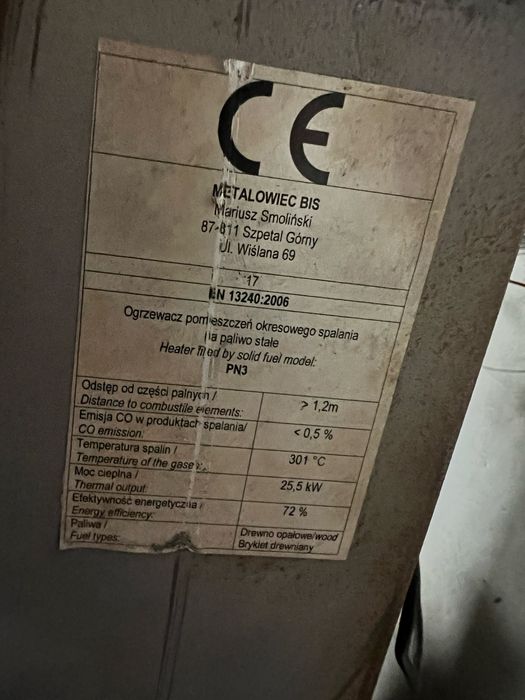 CE
METALOWIEC BIS
Mariusz Smoliński
87-811 Szpetal Górny
Ul. Wiślana 69
17
EN 13240:2006
Ogrzewacz pomieszczeń okresowego spalania
na paliwo stałe
Heater fired by solid fuel model:
PN3
Odstęp od części palnych /
Distance to combustile elements:
> 1,2m
Emisja CO w produktach spalania/
CO emission:
< 0,5 %
Temperatura spalin /
Temperature of the gases
301 °C
Moc cieplna /
Thermal output:
25,5 kW
Efektywność energetyczna /
Energy efficiency:
72 %
Paliwa /
Fuel types:
Drewno opałowe/wood
Brykiet drewniany